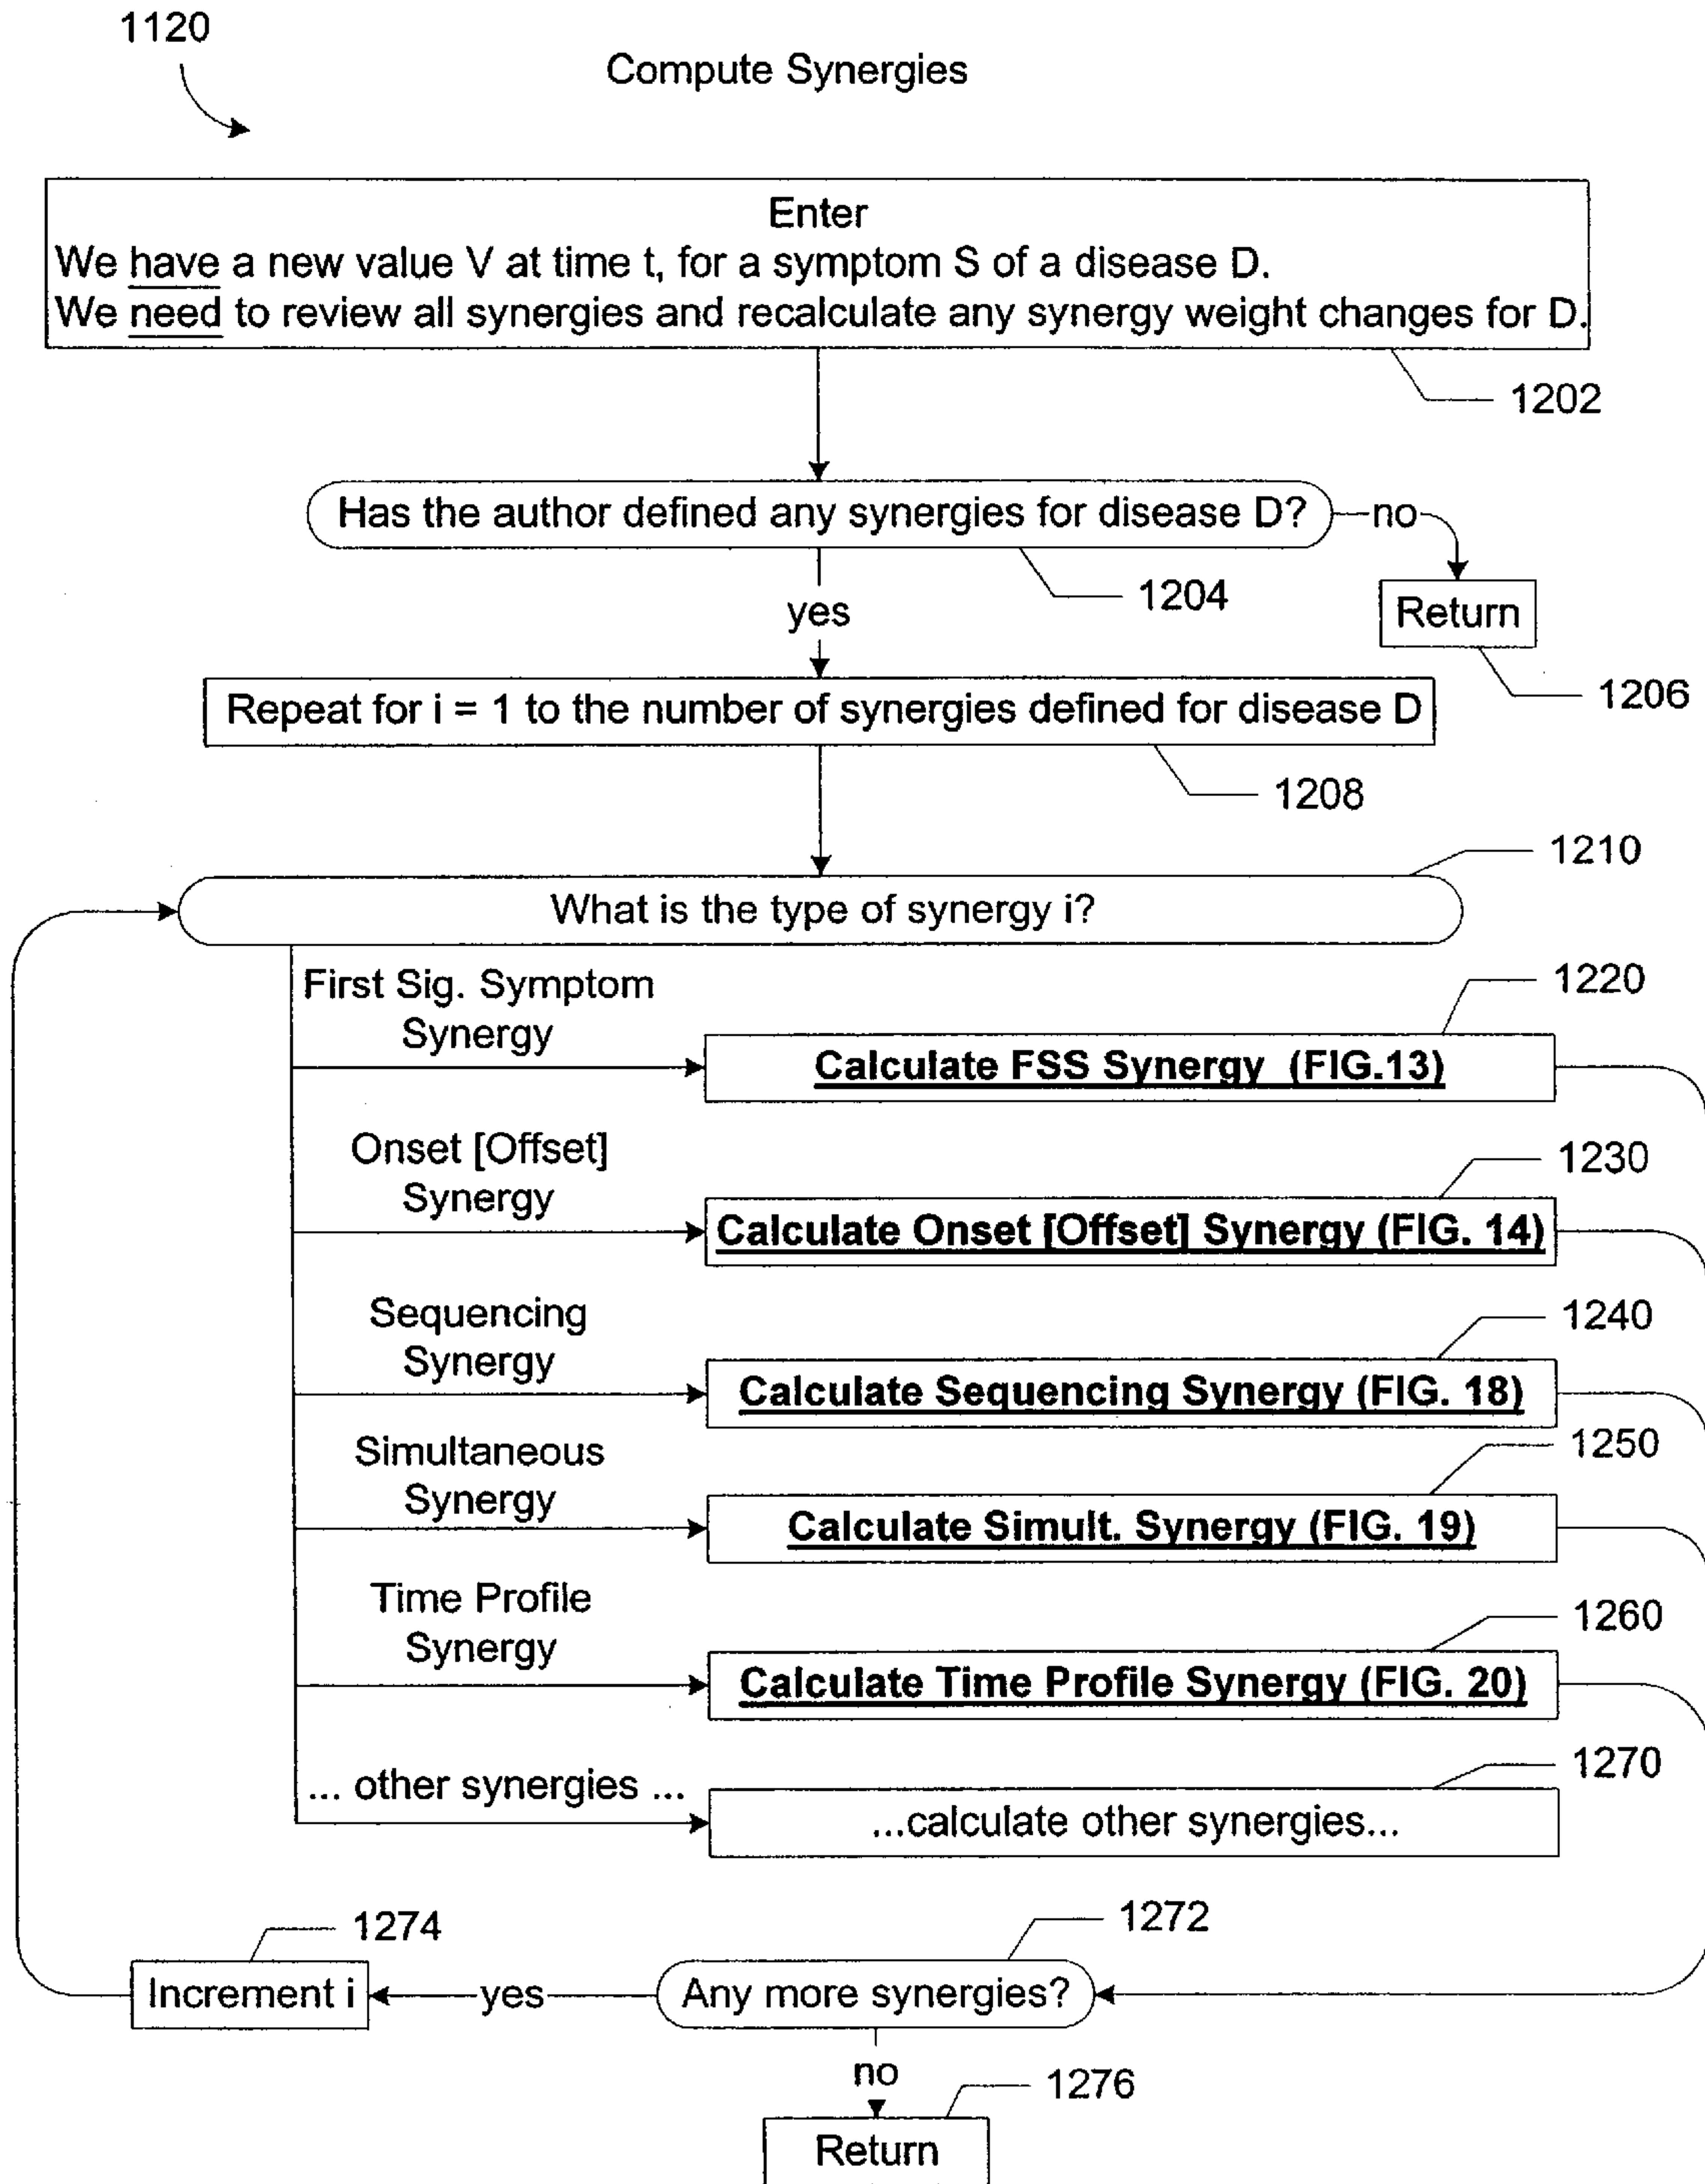 1120
Compute Synergies
Enter
We have a new value V at time t, for a symptom S of a disease D.
We need to review all synergies and recalculate any synergy weight changes for D.
1202
Has the author defined any synergies for disease D?
no
1204
yes
Return
1206
Repeat for i = 1 to the number of synergies defined for disease D
1208
1210
What is the type of synergy i?
First Sig. Symptom
Synergy
1220
Calculate FSS Synergy (FIG.13)
Onset [Offset]
Synergy
1230
Calculate Onset [Offset] Synergy (FIG. 14)
Sequencing
Synergy
1240
Calculate Sequencing Synergy (FIG. 18)
Simultaneous
Synergy
1250
Calculate Simult. Synergy (FIG. 19)
Time Profile
Synergy
1260
Calculate Time Profile Synergy (FIG. 20)
... other synergies ...
1270
...calculate other synergies...
1274
1272
Increment i
yes
Any more synergies?
no
1276
Return